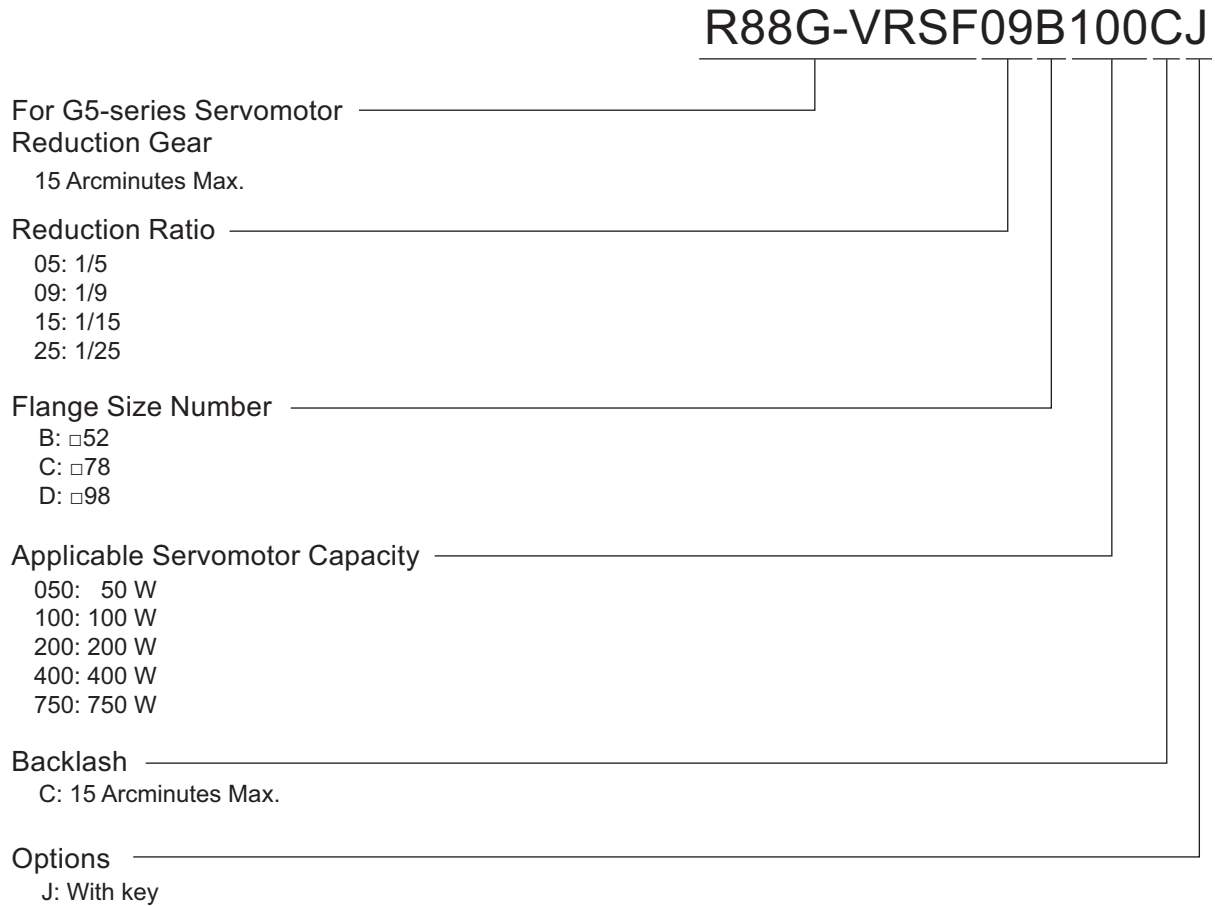 R88G-VRSF09B100CJ
For G5-series Servomotor
Reduction Gear
15 Arcminutes Max.
Reduction Ratio
05: 1/5
09: 1/9
15: 1/15
25: 1/25
Flange Size Number
B: □52
C: □78
D: □98
Applicable Servomotor Capacity
050: 50 W
100: 100 W
200: 200 W
400: 400 W
750: 750 W
Backlash
C: 15 Arcminutes Max.
Options
J: With key